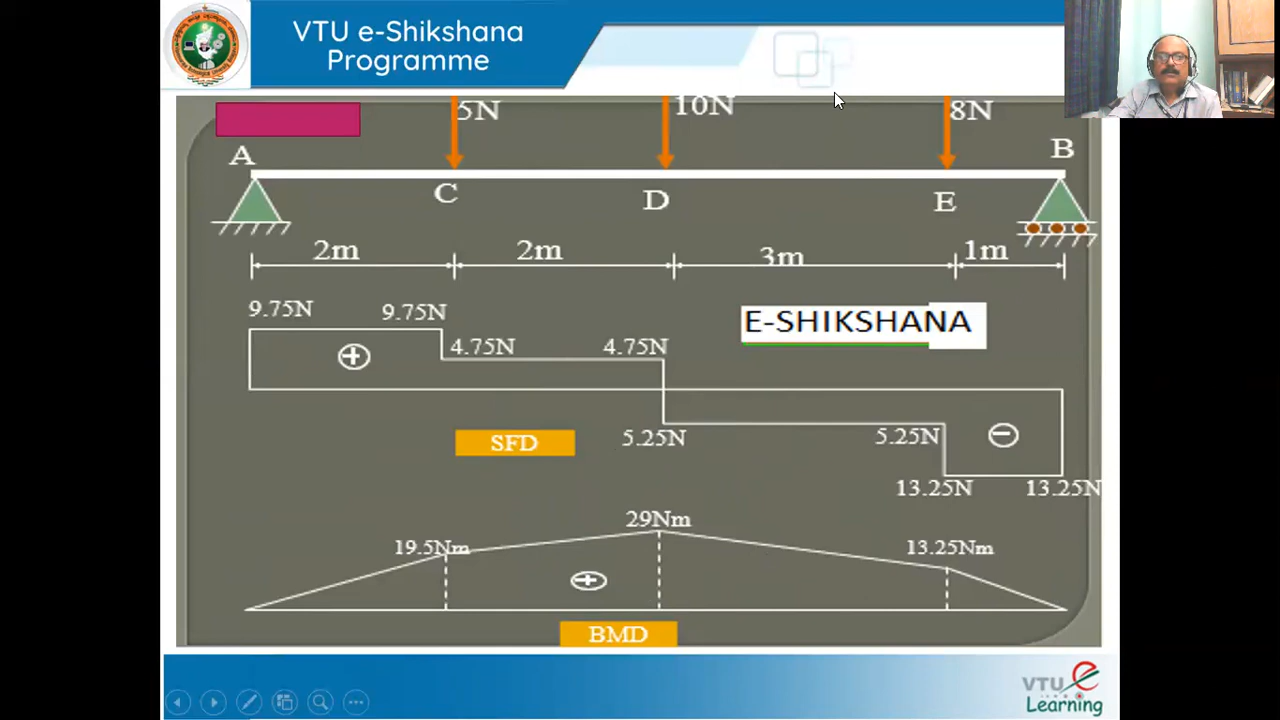 VTU e-Shikshana
Programme
5N
10N
8N
A
B
C
D
E
2m
2m
3m
1m
9.75N
9.75N
4.75N
4.75N
E-SHIKSHANA
SFD
5.25N
5.25N
13.25N
13.25N
29Nm
19.5Nm
13.25Nm
BMD
VTU e
Learning